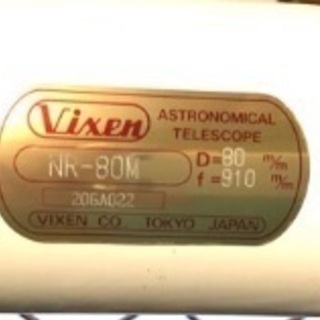 Vixen
ASTRONOMICAL
TELESCOPE
NR-80M
D=80 m/m
f=910 m/m
206A022
VIXEN CO. TOKYO JAPAN